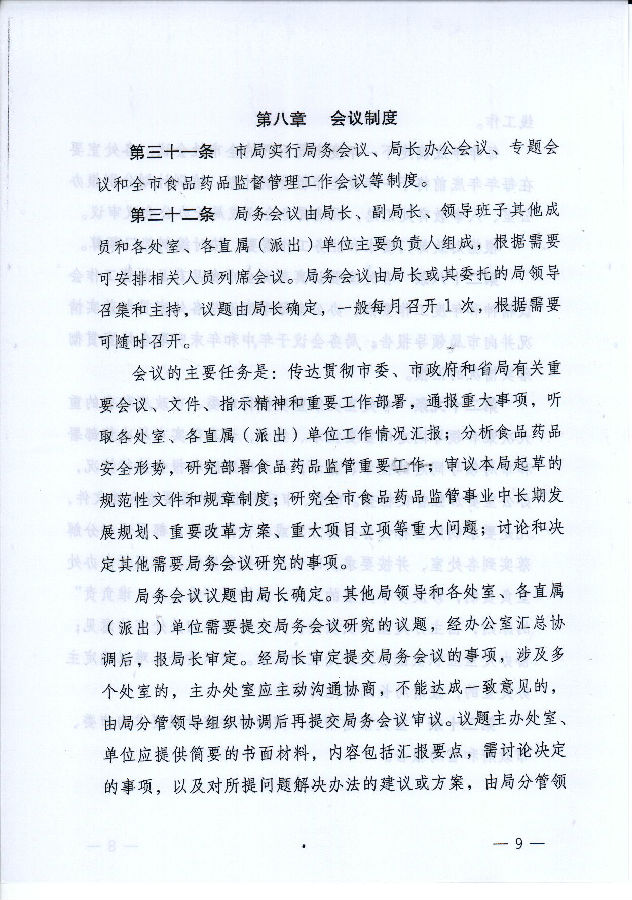 第八章 会议制度
第三十一条 市局实行局务会议、局长办公会议、专题会
议和全市食品药品监督管理工作会议等制度。
第三十二条 局务会议由局长、副局长、领导班子其他成
员和各处室、各直属（派出）单位主要负责人组成，根据需要
可安排相关人员列席会议。局务会议由局长或其委托的局领导
召集和主持，议题由局长确定，一般每月召开1次，根据需要
可随时召开。
会议的主要任务是：传达贯彻市委、市政府和省局有关重
要会议、文件、指示精神和重要工作部署，通报重大事项，听
取各处室、各直属（派出）单位工作情况汇报；分析食品药品
安全形势，研究部署食品药品监管重要工作；审议本局起草的
规范性文件和规章制度；研究全市食品药品监管事业中长期发
展规划、重要改革方案、重大项目立项等重大问题；讨论和决
定其他需要局务会议研究的事项。
局务会议议题由局长确定。其他局领导和各处室、各直属
（派出）单位需要提交局务会议研究的议题，经办公室汇总协
调后，报局长审定。经局长审定提交局务会议的事项，涉及多
个处室的，主办处室应主动沟通协商，不能达成一致意见的，
由局分管领导组织协调后再提交局务会议审议。议题主办处室、
单位应提供简要的书面材料，内容包括汇报要点，需讨论决定
的事项，以及对所提问题解决办法的建议或方案，由局分管领
— 9 —